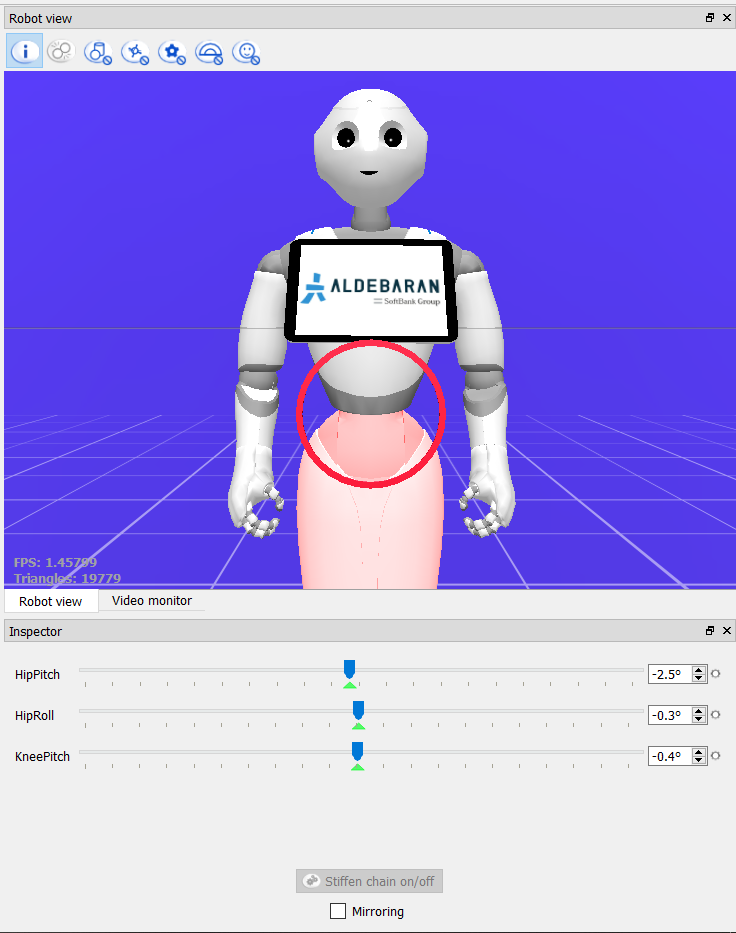 Robot view
ALDEBARAN
SoftBank Group
FPS: 1.45799
Triangles: 19779
Robot view
Video monitor
Inspector
HipPitch
-2.5°
HipRoll
-0.3°
KneePitch
-0.4°
Stiffen chain on/off
Mirroring